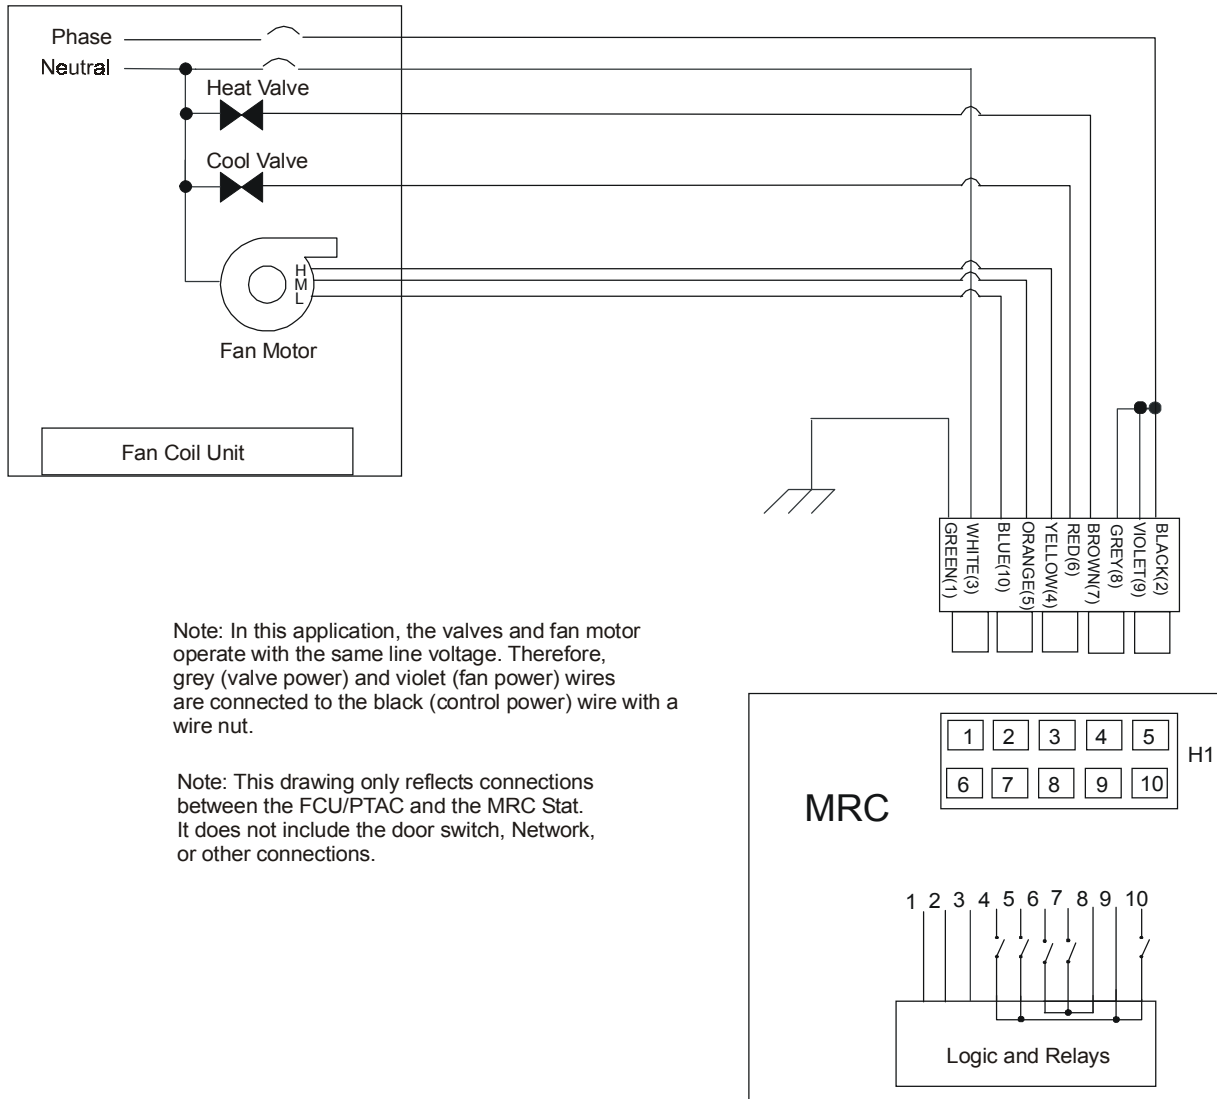 Phase
Neutral
Heat Valve
Cool Valve
H
M
L
Fan Motor
Fan Coil Unit
GREEN(1)
WHITE(3)
BLUE(10)
ORANGE(5)
YELLOW(4)
RED(6)
BROWN(7)
GREY(8)
VIOLET(9)
BLACK(2)
Note: In this application, the valves and fan motor
operate with the same line voltage. Therefore,
grey (valve power) and violet (fan power) wires
are connected to the black (control power) wire with a
wire nut.
Note: This drawing only reflects connections
between the FCU/PTAC and the MRC Stat.
It does not include the door switch, Network,
or other connections.
1 2 3 4 5
H1
6 7 8 9 10
MRC
1 2 3 4 5 6 7 8 9 10
Logic and Relays